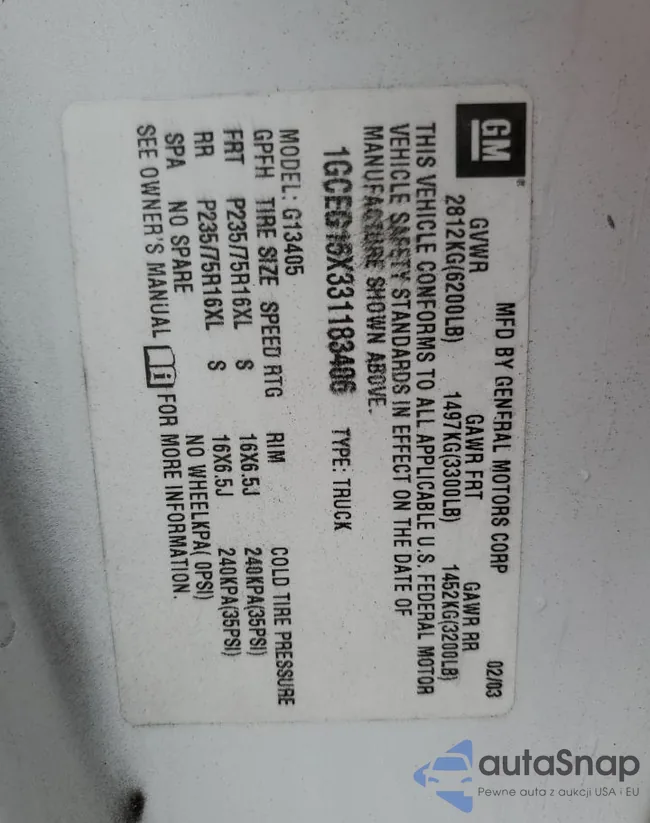 GM
MFD BY GENERAL MOTORS CORP 02/03
GVWR GAWR FRT GAWR RR
2812KG(6200LB) 1497KG(3300LB) 1452KG(3200LB)
THIS VEHICLE CONFORMS TO ALL APPLICABLE U.S. FEDERAL MOTOR
VEHICLE SAFETY STANDARDS IN EFFECT ON THE DATE OF
MANUFACTURE SHOWN ABOVE.
TYPE: TRUCK
MODEL: G13405
GPFH TIRE SIZE SPEED RTG RIM COLD TIRE PRESSURE
FRT P235/75R16XL S 16X6.5J 240KPA(35PSI)
RR P235/75R16XL S 16X6.5J 240KPA(35PSI)
SPA NO SPARE NO WHEELKPA( 0PSI)
SEE OWNER'S MANUAL FOR MORE INFORMATION.
autaSnap
Pewne auta z aukcji USA i EU